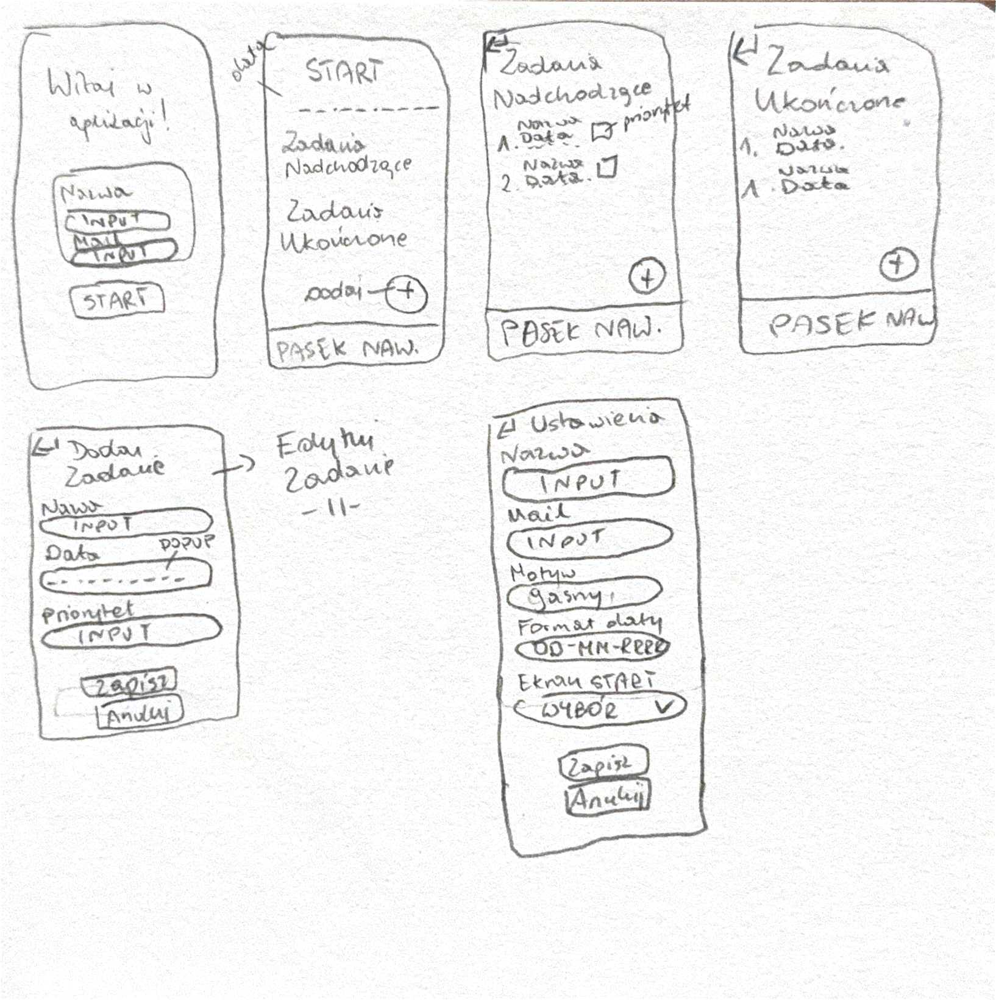 Witaj w
aplikacji!
Nazwa
INPUT
Mail
INPUT
START
data
START
Zadania
Nadchodzące
Zadania
Ukończone
Dodaj
+
PASEK NAW.
Zadania
Nadchodzące
Nazwa
1. Data
priorytet
Nazwa
2. Data
+
PASEK NAW.
Zadania
Ukończone
Nazwa
1. Data
Nazwa
1. Data
+
PASEK NAW
Dodaj
Zadanie
Nazwa
INPUT
Data
POPUP
Priorytet
INPUT
Zapisz
Anuluj
Edytuj
Zadanie
-11-
Ustawienia
Nazwa
INPUT
Mail
INPUT
Motyw
Jasny
Format daty
DD-MM-RRRR
Ekran START
WYBÓR
Zapisz
Anuluj